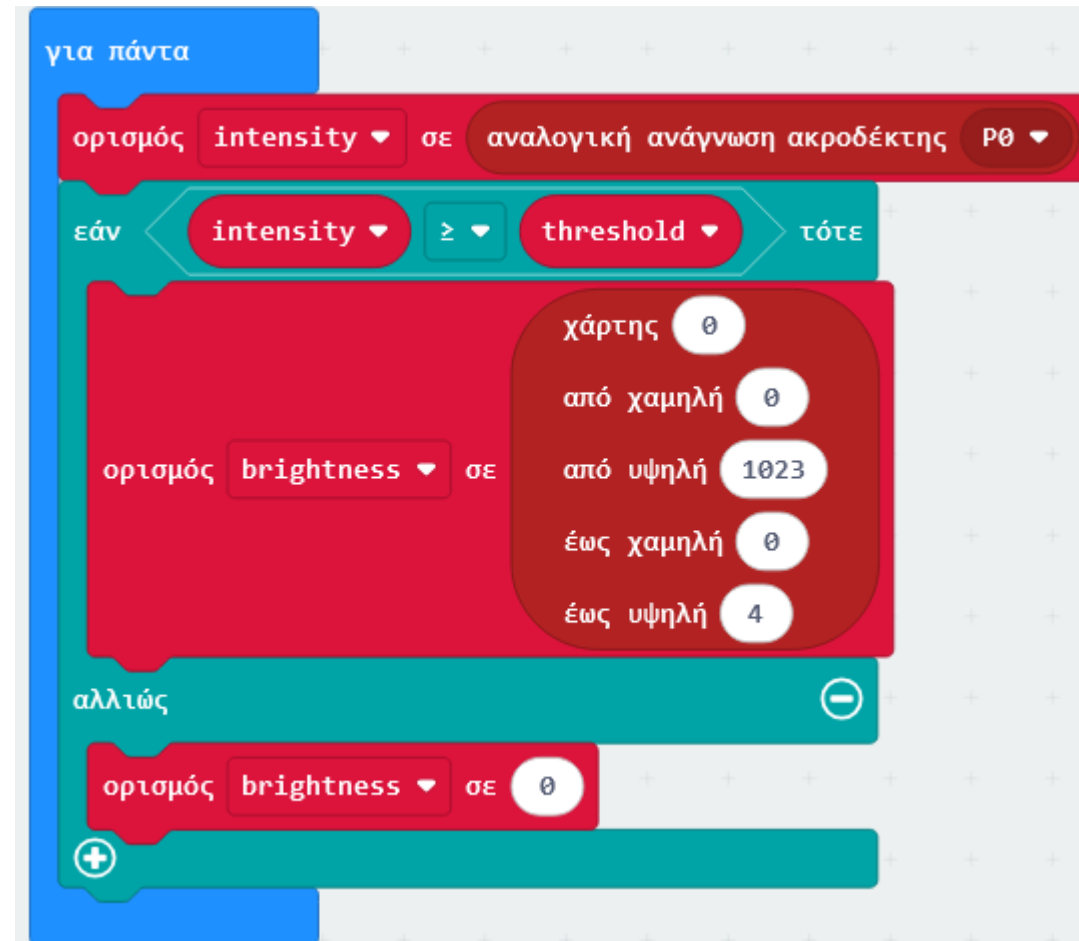 για πάντα
ορισμός intensity σε αναλογική ανάγνωση ακροδέκτης P0
εάν intensity ≥ threshold τότε
χάρτης 0
από χαμηλή 0
ορισμός brightness σε από υψηλή 1023
έως χαμηλή 0
έως υψηλή 4
αλλιώς
ορισμός brightness σε 0